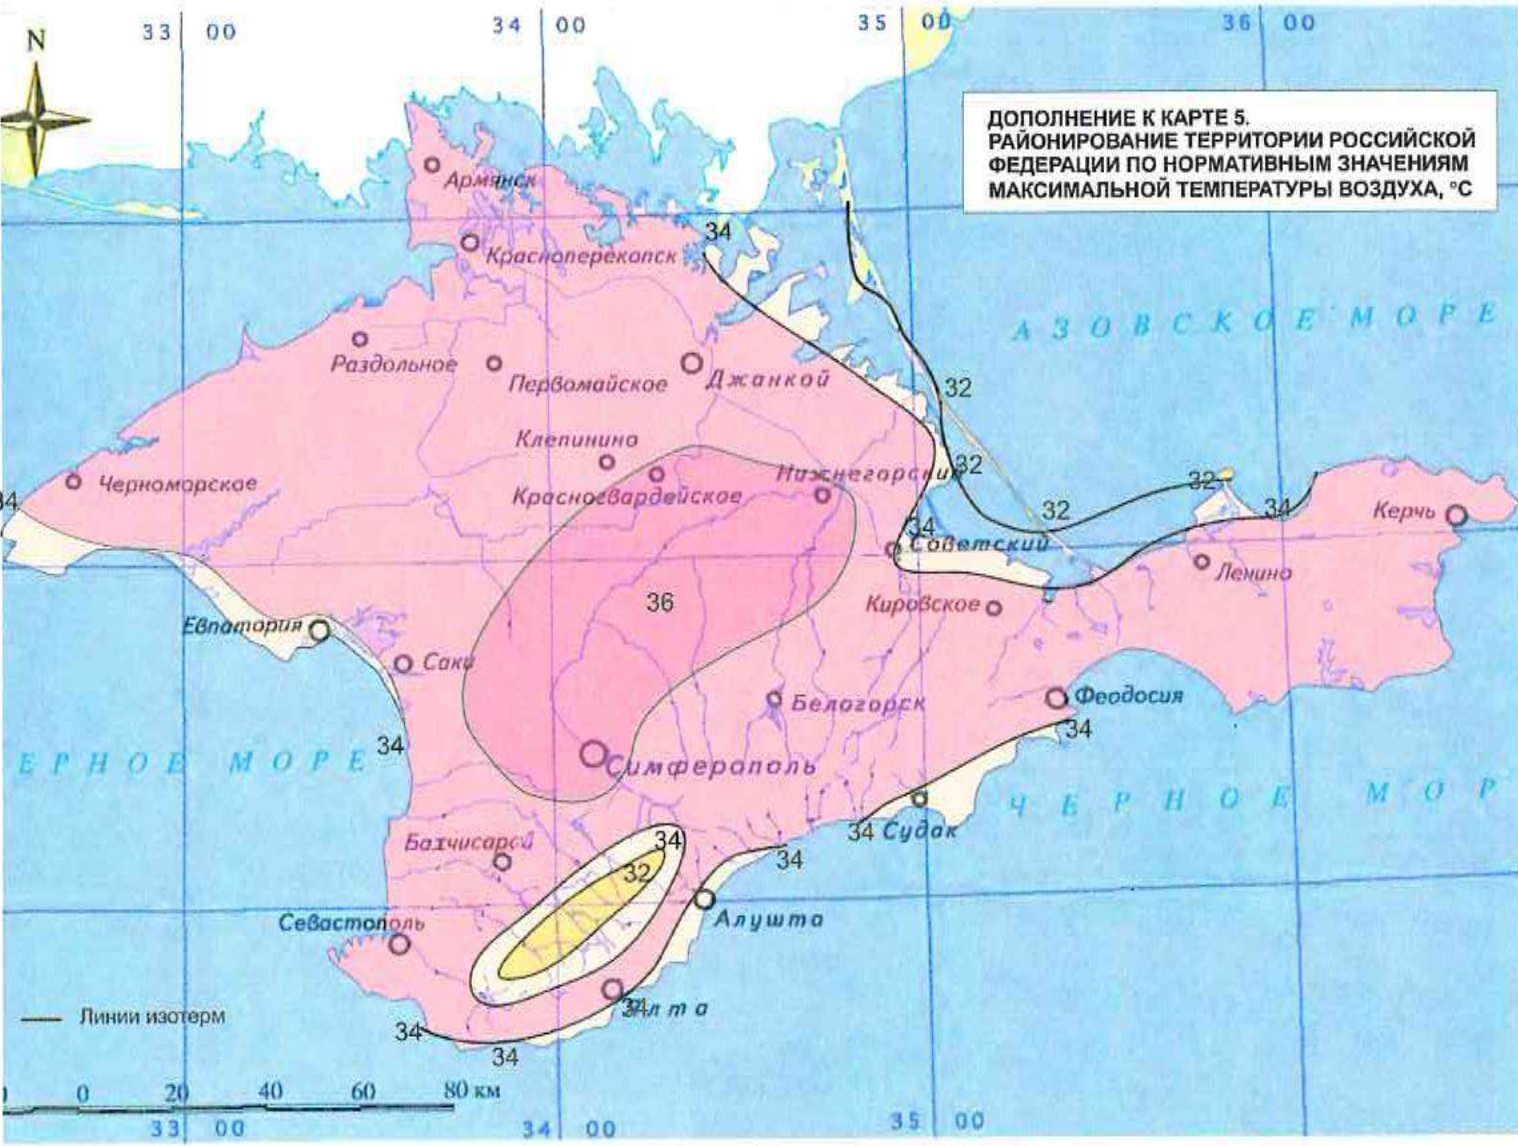 33 00
34 00
35 00
36 00
N
ДОПОЛНЕНИЕ К КАРТЕ 5.
РАЙОНИРОВАНИЕ ТЕРРИТОРИИ РОССИЙСКОЙ
ФЕДЕРАЦИИ ПО НОРМАТИВНЫМ ЗНАЧЕНИЯМ
МАКСИМАЛЬНОЙ ТЕМПЕРАТУРЫ ВОЗДУХА, °С
Армянск
34
Красноперекопск
АЗОВСКОЕ МОРЕ
Раздольное
Первомайское
Джанкой
32
Клепинино
Нижнегорский
32
32
Черноморское
Красногвардейское
34
32
34
Керчь
34
Советский
Ленино
36
Кировское
Евпатория
Саки
Белогорск
Феодосия
34
34
ЕРНОЕ МОРЕ
Симферополь
ЧЕРНОЕ МОР
34
Судак
Бахчисарай
34
34
32
Севастополь
Алушта
34
Ялта
Линии изотерм
34
34
0 20 40 60 80 км
33 00
34 00
35 00